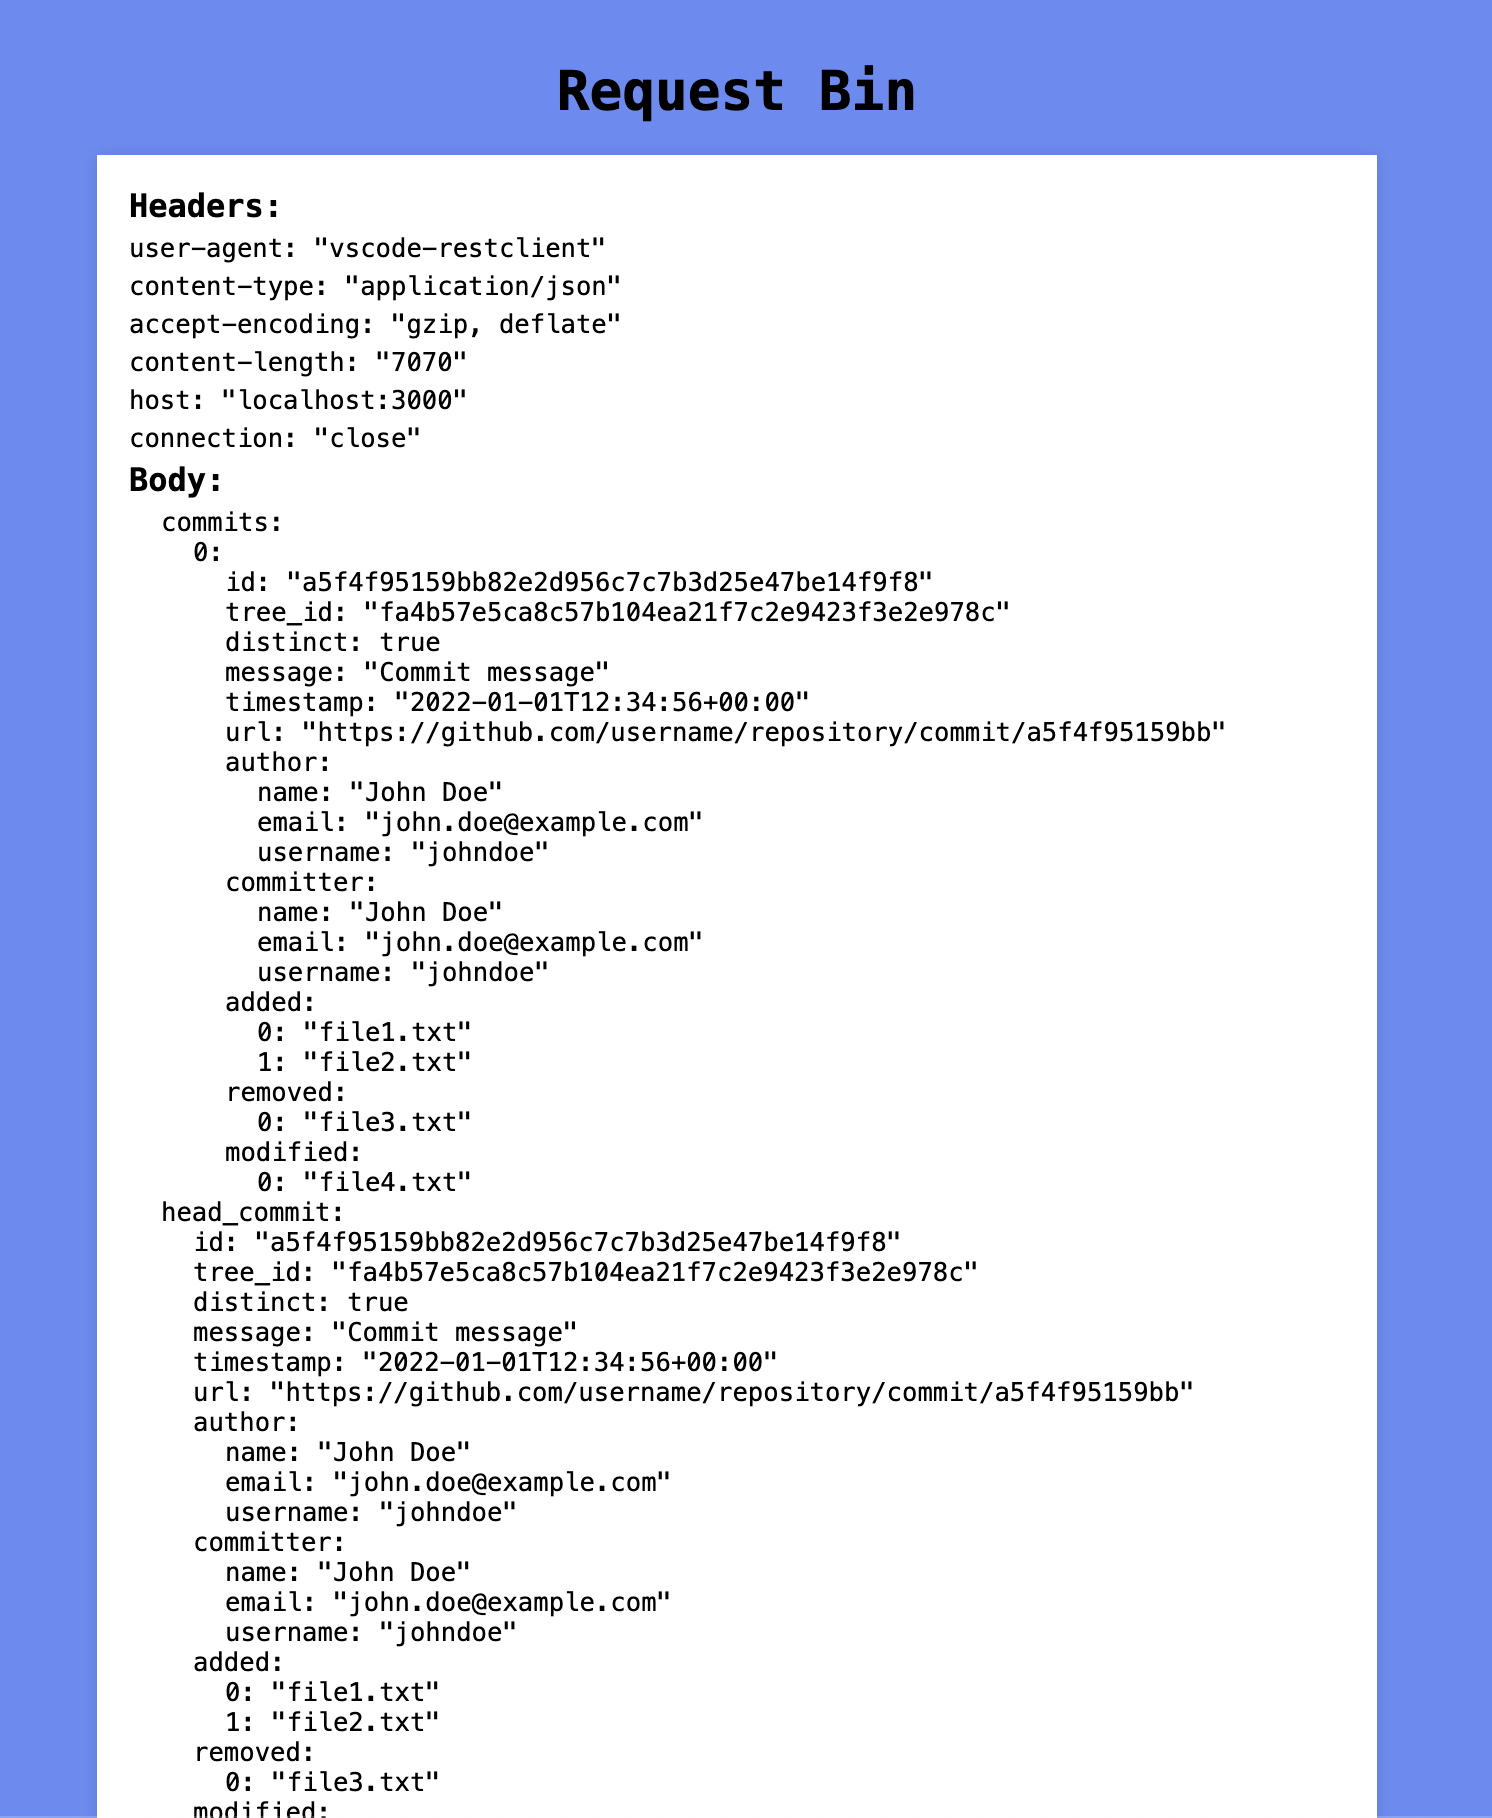 Request Bin
Headers:
user-agent: "vscode-restclient"
content-type: "application/json"
accept-encoding: "gzip, deflate"
content-length: "7070"
host: "localhost:3000"
connection: "close"
Body:
commits:
0:
id: "a5f4f95159bb82e2d956c7c7b3d25e47be14f9f8"
tree_id: "fa4b57e5ca8c57b104ea21f7c2e9423f3e2e978c"
distinct: true
message: "Commit message"
timestamp: "2022-01-01T12:34:56+00:00"
url: "https://github.com/username/repository/commit/a5f4f95159bb"
author:
name: "John Doe"
email: "john.doe@example.com"
username: "johndoe"
committer:
name: "John Doe"
email: "john.doe@example.com"
username: "johndoe"
added:
0: "file1.txt"
1: "file2.txt"
removed:
0: "file3.txt"
modified:
0: "file4.txt"
head_commit:
id: "a5f4f95159bb82e2d956c7c7b3d25e47be14f9f8"
tree_id: "fa4b57e5ca8c57b104ea21f7c2e9423f3e2e978c"
distinct: true
message: "Commit message"
timestamp: "2022-01-01T12:34:56+00:00"
url: "https://github.com/username/repository/commit/a5f4f95159bb"
author:
name: "John Doe"
email: "john.doe@example.com"
username: "johndoe"
committer:
name: "John Doe"
email: "john.doe@example.com"
username: "johndoe"
added:
0: "file1.txt"
1: "file2.txt"
removed:
0: "file3.txt"
modified: